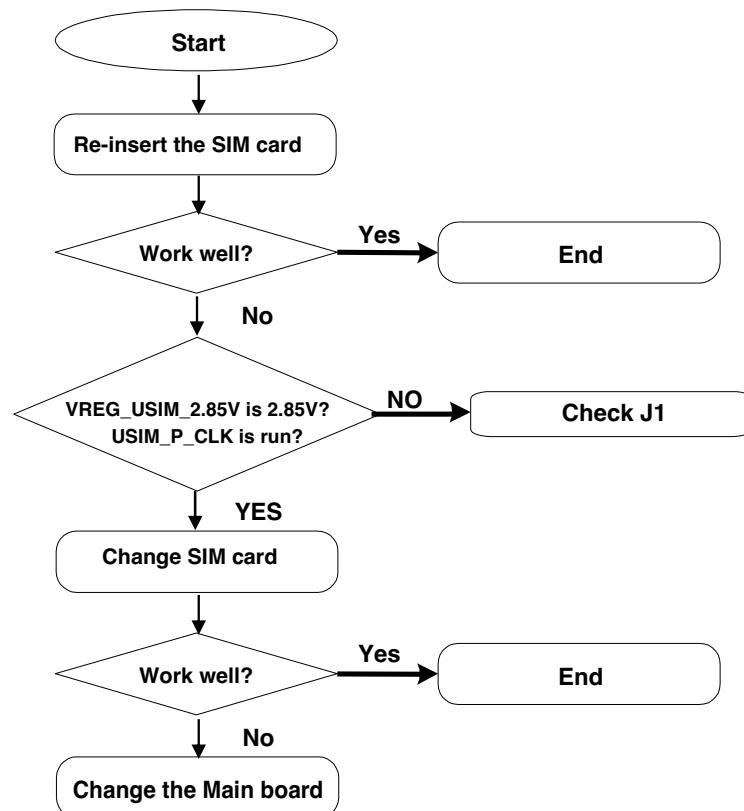 Start
Re-insert the SIM card
Work well?
Yes
End
No
VREG_USIM_2.85V is 2.85V?
USIM_P_CLK is run?
NO
Check J1
YES
Change SIM card
Work well?
Yes
End
No
Change the Main board